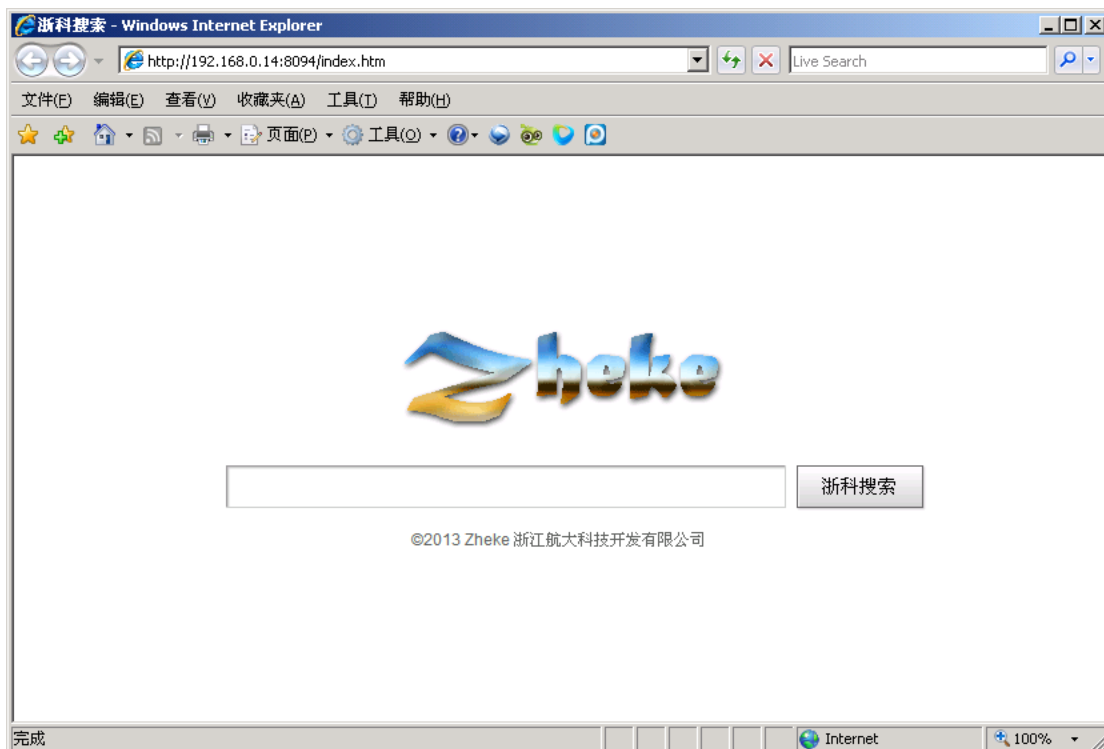 浙科搜索 - Windows Internet Explorer
http://192.168.0.14:8094/index.htm
Live Search
文件(F) 编辑(E) 查看(V) 收藏夹(A) 工具(T) 帮助(H)
页面(P) 工具(O)
Zheke
浙科搜索
©2013 Zheke 浙江航大科技开发有限公司
完成
Internet
100%